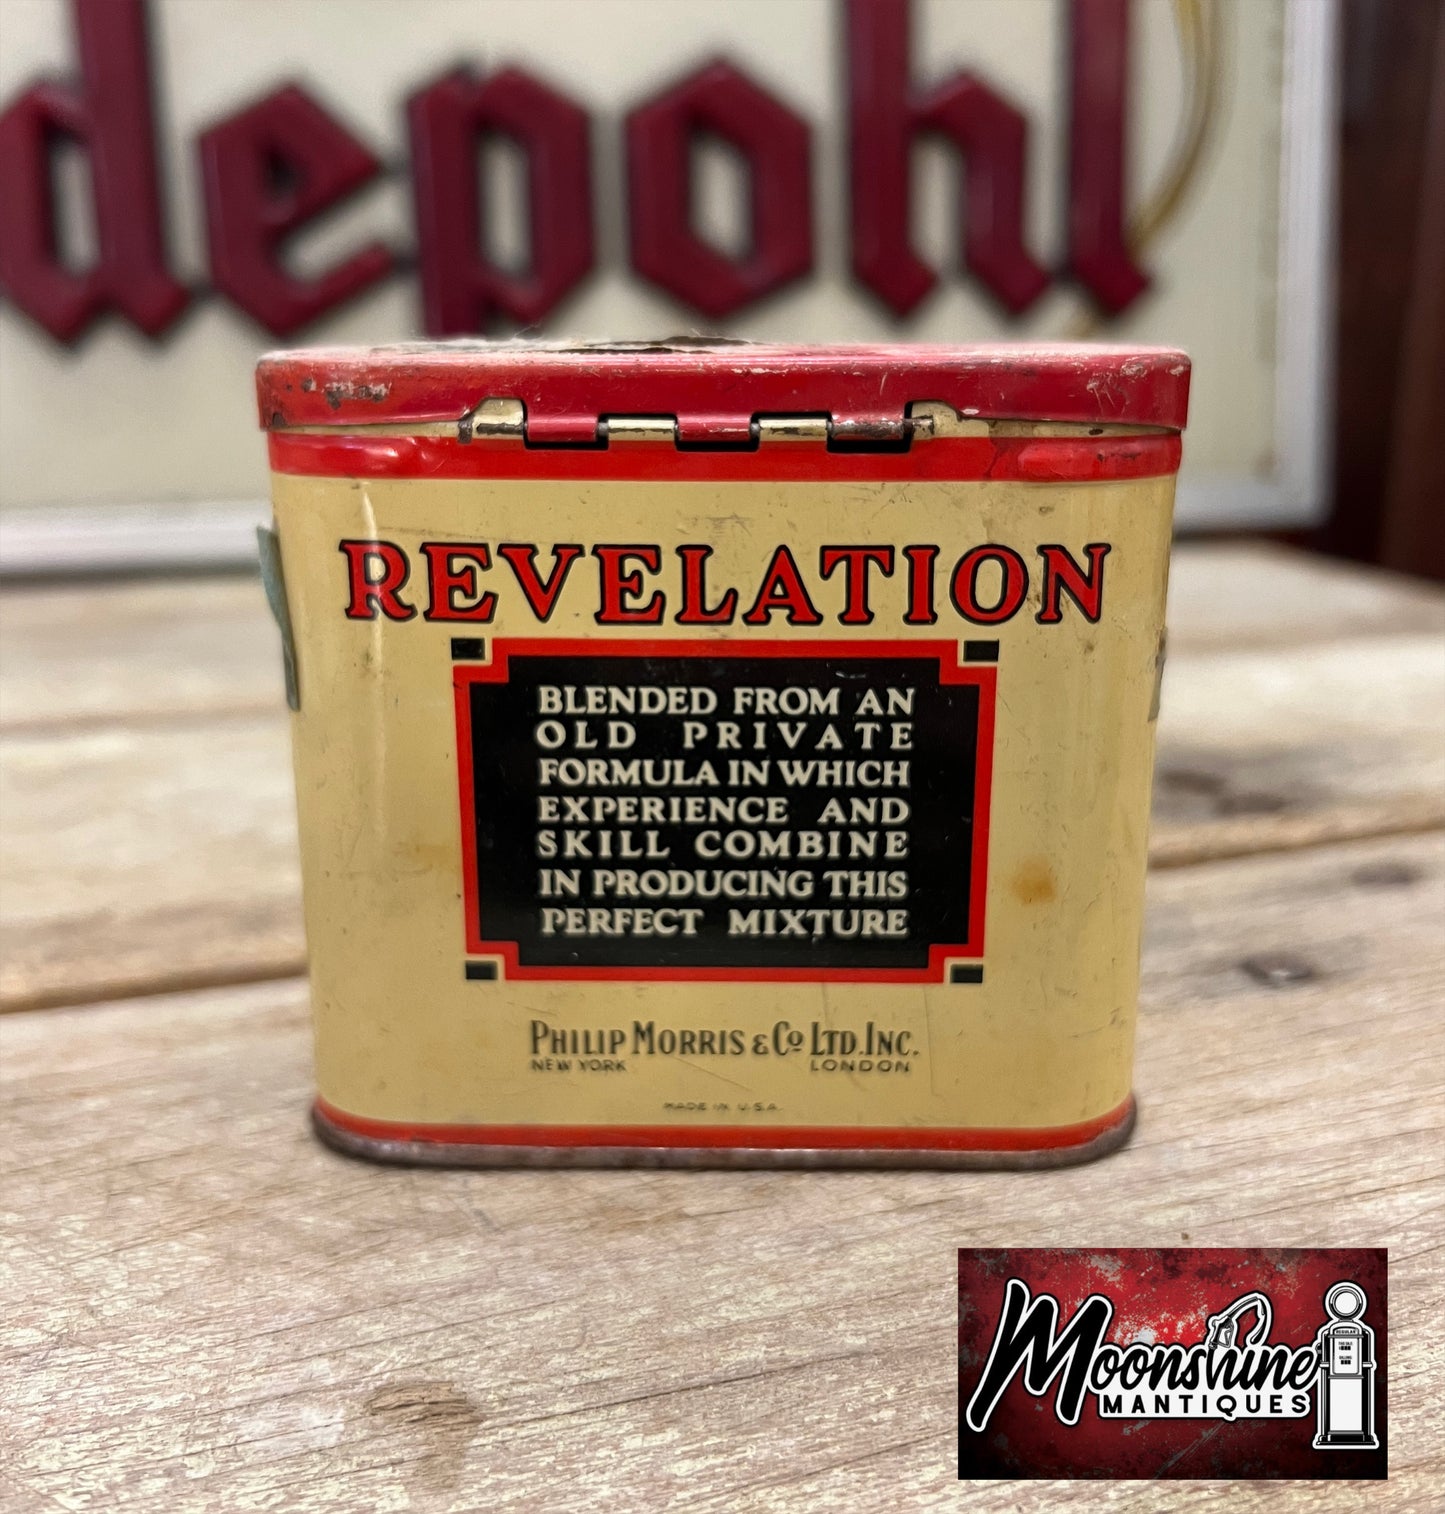 depohl
REVELATION
BLENDED FROM AN
OLD PRIVATE
FORMULA IN WHICH
EXPERIENCE AND
SKILL COMBINE
IN PRODUCING THIS
PERFECT MIXTURE
PHILIP MORRIS & Co LTD. INC.
NEW YORK LONDON
MADE IN U.S.A.
Moonshine
MANTIQUES
REGULAR